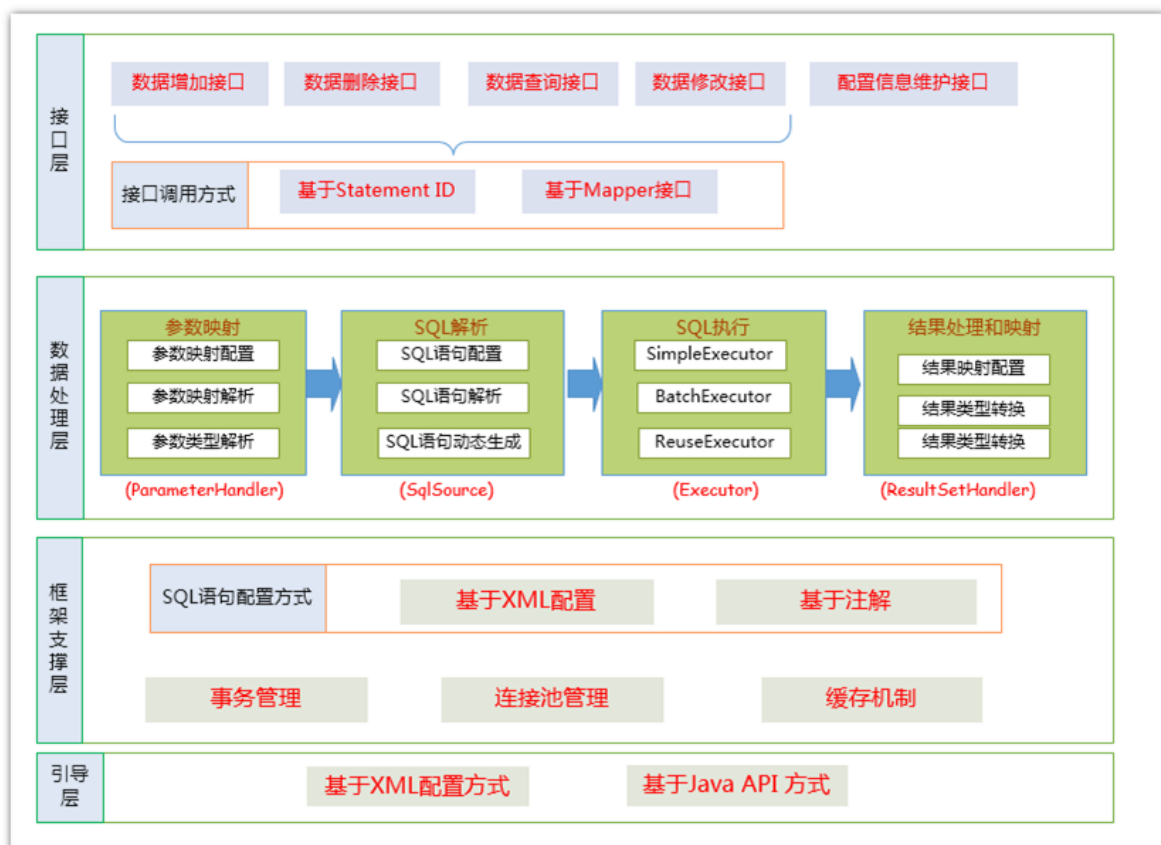 接口层
数据增加接口
数据删除接口
数据查询接口
数据修改接口
配置信息维护接口
接口调用方式
基于Statement ID
基于Mapper接口
数据处理层
参数映射
参数映射配置
参数映射解析
参数类型解析
(ParameterHandler)
SQL解析
SQL语句配置
SQL语句解析
SQL语句动态生成
(SqlSource)
SQL执行
SimpleExecutor
BatchExecutor
ReuseExecutor
(Executor)
结果处理和映射
结果映射配置
结果类型转换
结果类型转换
(ResultSetHandler)
框架支撑层
SQL语句配置方式
基于XML配置
基于注解
事务管理
连接池管理
缓存机制
引导层
基于XML配置方式
基于Java API 方式